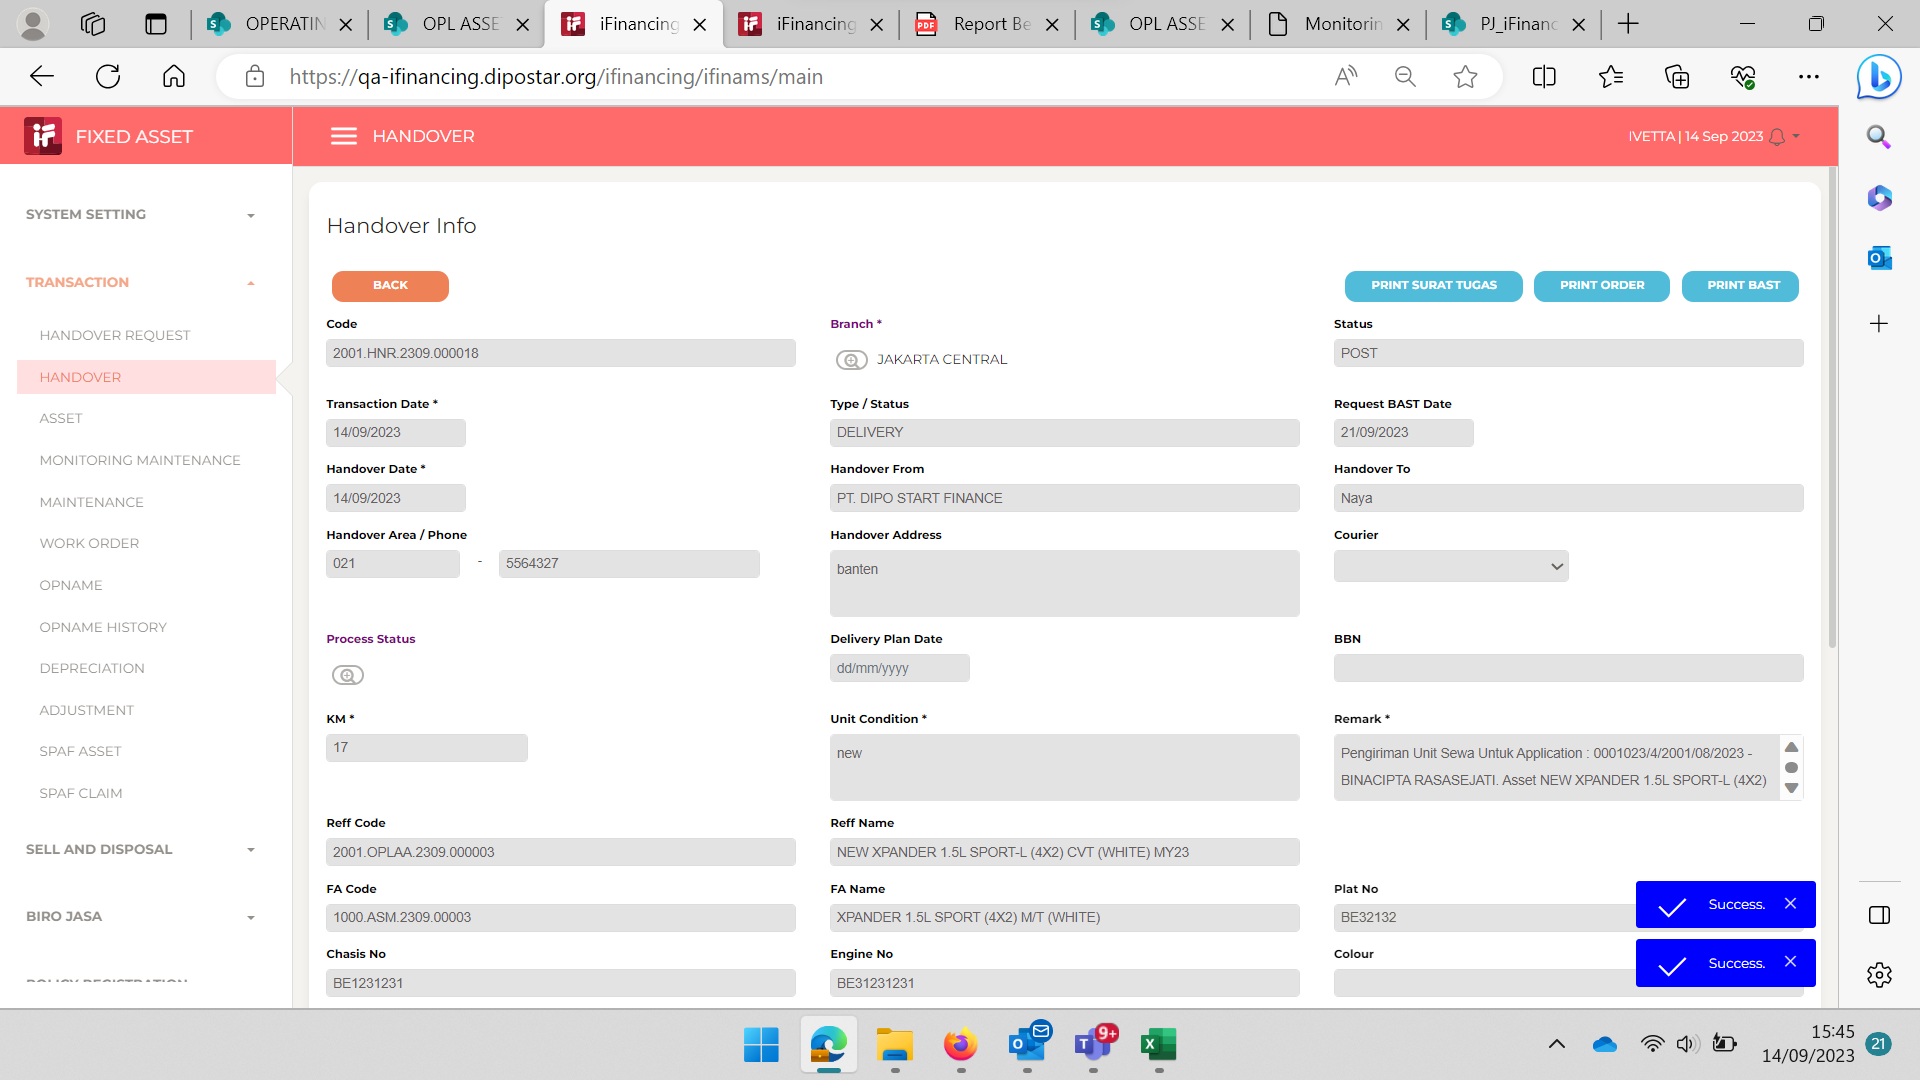 OPERATIN
OPL ASSE
iFinancing
iFinancing
Report Be
OPL ASSE
Monitorin
PJ_iFinanc
https://qa-ifinancing.dipostar.org/ifinancing/ifinams/main
FIXED ASSET
HANDOVER
IVETTA | 14 Sep 2023
SYSTEM SETTING
TRANSACTION
HANDOVER REQUEST
HANDOVER
ASSET
MONITORING MAINTENANCE
MAINTENANCE
WORK ORDER
OPNAME
OPNAME HISTORY
DEPRECIATION
ADJUSTMENT
SPAF ASSET
SPAF CLAIM
SELL AND DISPOSAL
BIRO JASA
POLICY REGISTRATION
Handover Info
BACK
PRINT SURAT TUGAS
PRINT ORDER
PRINT BAST
Code
Branch *
Status
2001.HNR.2309.000018
JAKARTA CENTRAL
POST
Transaction Date *
Type / Status
Request BAST Date
14/09/2023
DELIVERY
21/09/2023
Handover Date *
Handover From
Handover To
14/09/2023
PT. DIPO START FINANCE
Naya
Handover Area / Phone
Handover Address
Courier
021
-
5564327
banten
Process Status
Delivery Plan Date
BBN
dd/mm/yyyy
KM *
Unit Condition *
Remark *
17
new
Pengiriman Unit Sewa Untuk Application : 0001023/4/2001/08/2023 -
BINACIPTA RASASEJATI. Asset NEW XPANDER 1.5L SPORT-L (4X2)
Reff Code
Reff Name
2001.OPLAA.2309.000003
NEW XPANDER 1.5L SPORT-L (4X2) CVT (WHITE) MY23
FA Code
FA Name
Plat No
1000.ASM.2309.00003
XPANDER 1.5L SPORT (4X2) M/T (WHITE)
BE32132
Success.
Chasis No
Engine No
Colour
BE1231231
BE31231231
Success.
9+
15:45
14/09/2023
21